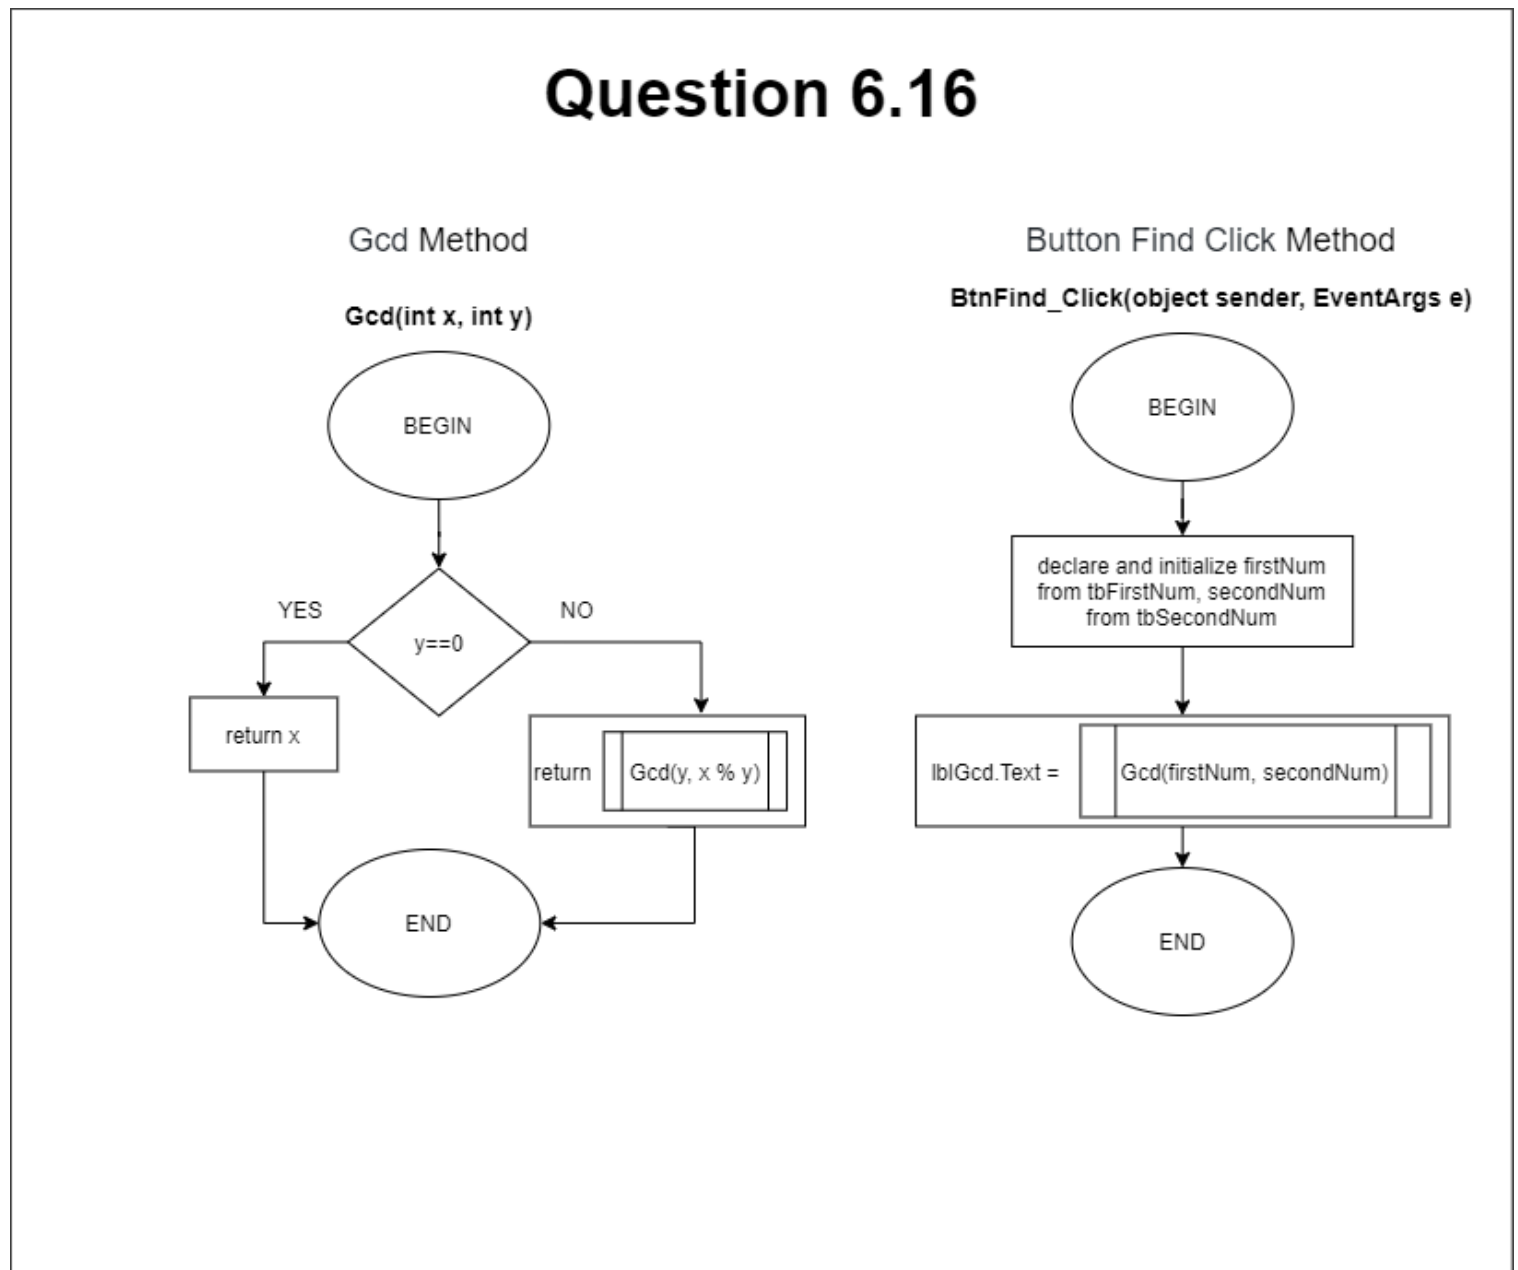 Question 6.16
Gcd Method
Gcd(int x, int y)
BEGIN
YES
NO
y==0
return x
return
Gcd(y, x % y)
END
Button Find Click Method
BtnFind_Click(object sender, EventArgs e)
BEGIN
declare and initialize firstNum
from tbFirstNum, secondNum
from tbSecondNum
lblGcd.Text =
Gcd(firstNum, secondNum)
END